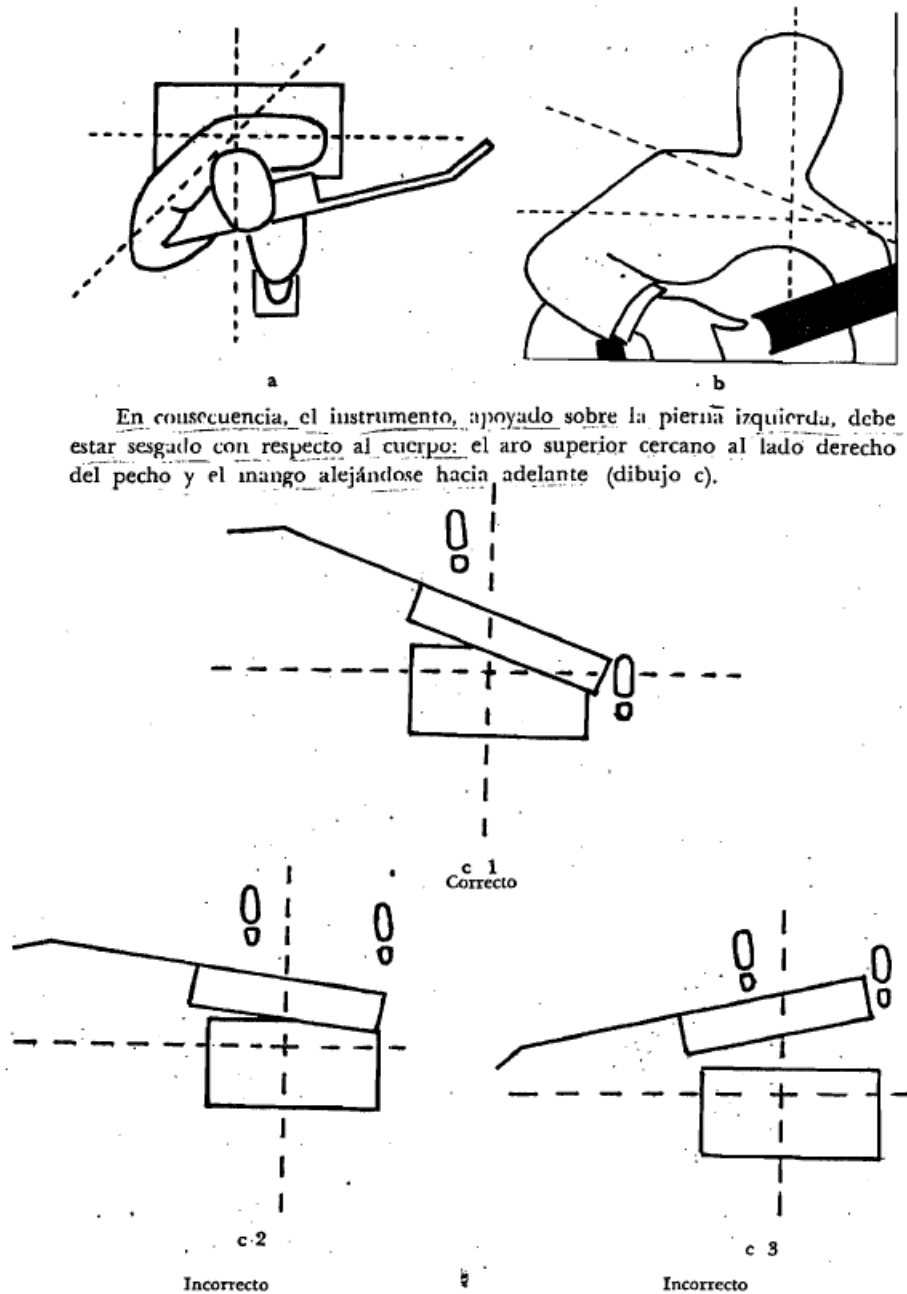 a
b
En consecuencia, el instrumento, apoyado sobre la pierna izquierda, debe
estar sesgado con respecto al cuerpo: el aro superior cercano al lado derecho
del pecho y el mango alejándose hacia adelante (dibujo c).
c 1
Correcto
c 2
c 3
Incorrecto
Incorrecto